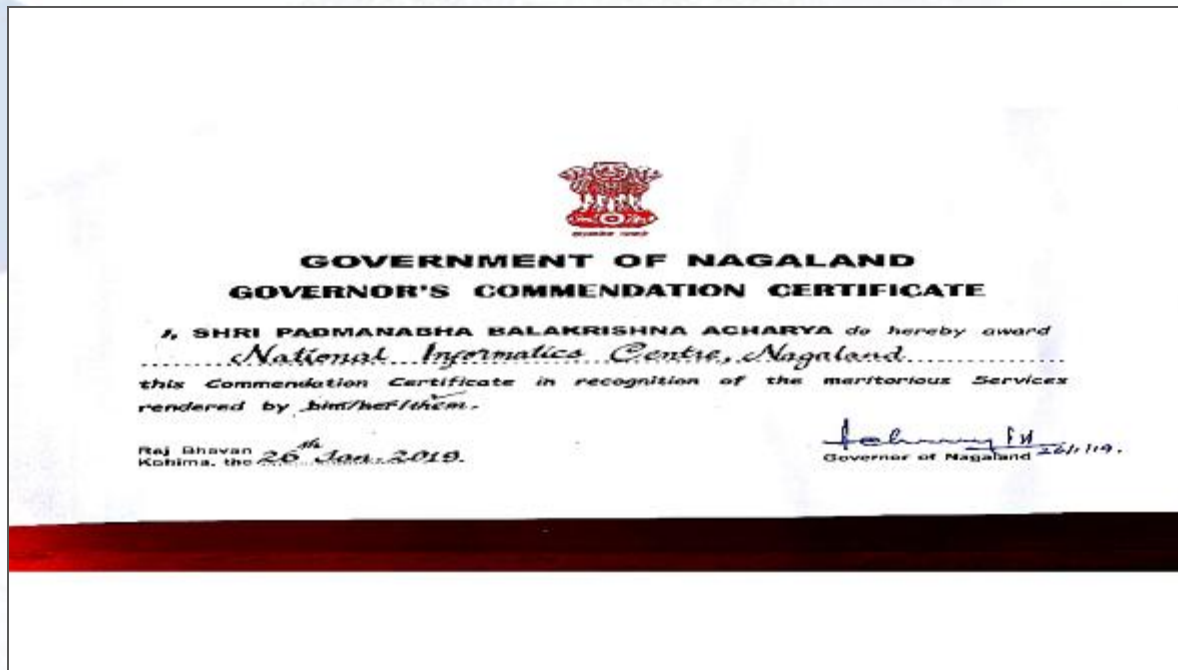 GOVERNMENT OF NAGALAND
GOVERNOR'S COMMENDATION CERTIFICATE
I, SHRI PADMANABHA BALAKRISHNA ACHARYA do hereby award
National Informatics Centre, Nagaland
this Commendation Certificate in recognition of the meritorious Services
rendered by him/her/them.
Raj Bhavan
Kohima, the 26th Jan. 2019.
Governor of Nagaland 26/1/19.